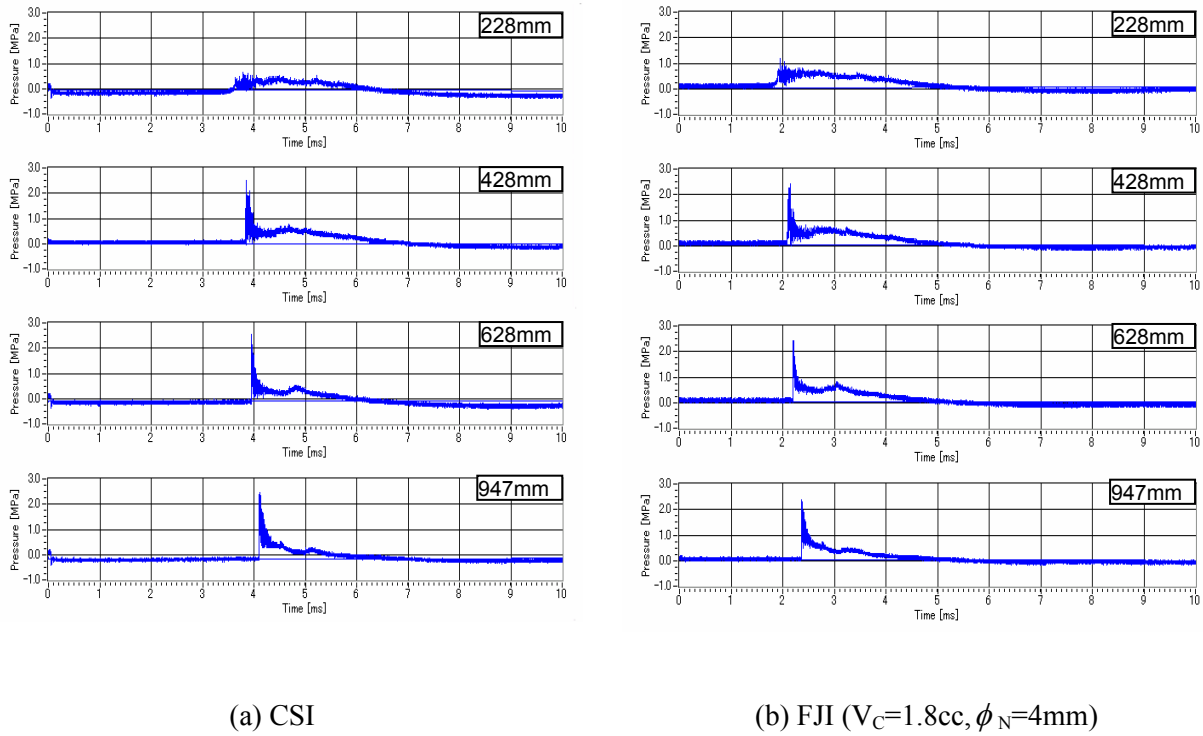 228mm
Pressure [MPa]
3.0
2.0
1.0
0.0
-1.0
0 1 2 3 4 5 6 7 8 9 10
Time [ms]
428mm
Pressure [MPa]
3.0
2.0
1.0
0.0
-1.0
0 1 2 3 4 5 6 7 8 9 10
Time [ms]
628mm
Pressure [MPa]
3.0
2.0
1.0
0.0
-1.0
0 1 2 3 4 5 6 7 8 9 10
Time [ms]
947mm
Pressure [MPa]
3.0
2.0
1.0
0.0
-1.0
0 1 2 3 4 5 6 7 8 9 10
Time [ms]
(a) CSI
228mm
Pressure [MPa]
3.0
2.0
1.0
0.0
-1.0
0 1 2 3 4 5 6 7 8 9 10
Time [ms]
428mm
Pressure [MPa]
3.0
2.0
1.0
0.0
-1.0
0 1 2 3 4 5 6 7 8 9 10
Time [ms]
628mm
Pressure [MPa]
3.0
2.0
1.0
0.0
-1.0
0 1 2 3 4 5 6 7 8 9 10
Time [ms]
947mm
Pressure [MPa]
3.0
2.0
1.0
0.0
-1.0
0 1 2 3 4 5 6 7 8 9 10
Time [ms]
(b) FJI (V_C=1.8cc, ϕ_N=4mm)